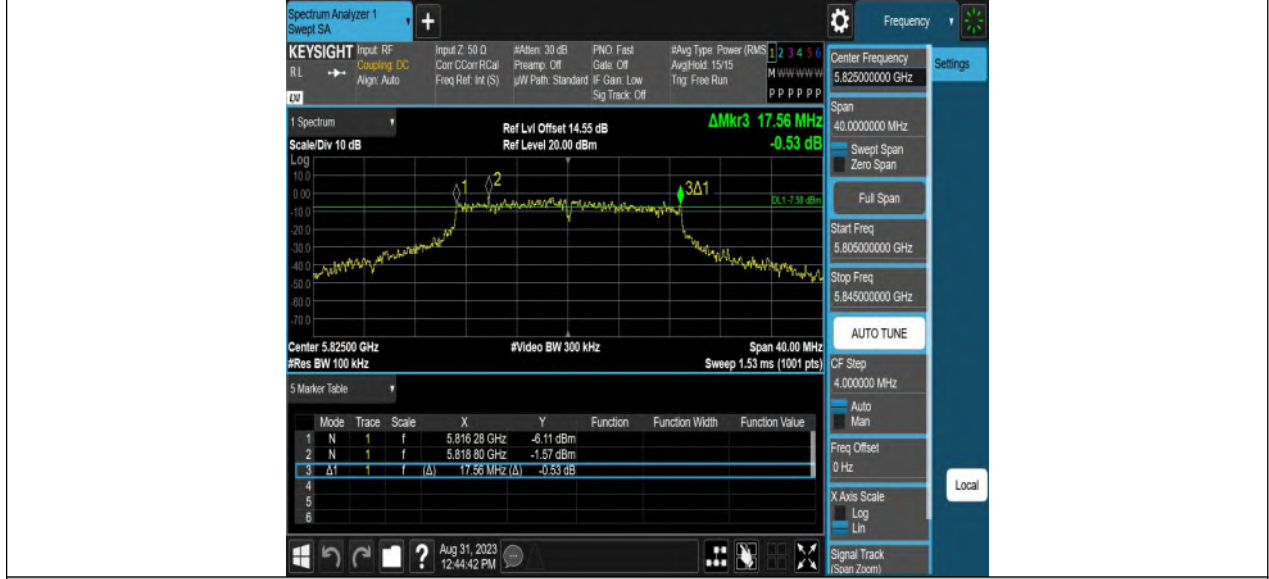 Spectrum Analyzer 1
Swept SA
+
Frequency
KEYSIGHT
RL
LXI
Input: RF
Coupling: DC
Align: Auto
Input Z: 50 Ω
Corr CCorr RCal
Freq Ref: Int (S)
#Atten: 30 dB
Preamp: Off
µW Path: Standard
PNO: Fast
Gate: Off
IF Gain: Low
Sig Track: Off
#Avg Type: Power (RMS
Avg|Hold: 15/15
Trig: Free Run
1 2 3 4 5 6
M W W W W W
P P P P P P
Center Frequency
5.825000000 GHz
Settings
Span
40.0000000 MHz
Swept Span
Zero Span
Full Span
Start Freq
5.805000000 GHz
Stop Freq
5.845000000 GHz
AUTO TUNE
CF Step
4.000000 MHz
Auto
Man
Freq Offset
0 Hz
X Axis Scale
Log
Lin
Signal Track
(Span Zoom)
Local
1 Spectrum
Scale/Div 10 dB
Ref Lvl Offset 14.55 dB
Ref Level 20.00 dBm
ΔMkr3 17.56 MHz
-0.53 dB
Log
10.0
0.00
-10.0
-20.0
-30.0
-40.0
-50.0
-60.0
-70.0
1
2
3Δ1
DL1 -7.59 dBm
Center 5.82500 GHz
#Video BW 300 kHz
Span 40.00 MHz
#Res BW 100 kHz
Sweep 1.53 ms (1001 pts)
5 Marker Table
Mode Trace Scale X Y Function Function Width Function Value
1 N 1 f 5.816 28 GHz -6.11 dBm
2 N 1 f 5.818 80 GHz -1.57 dBm
3 Δ1 1 f (Δ) 17.56 MHz (Δ) -0.53 dB
4
5
6
?
Aug 31, 2023
12:44:42 PM